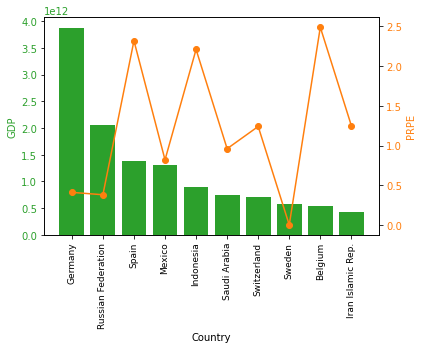 1e12
4.0
3.5
3.0
2.5
2.0
1.5
1.0
0.5
0.0
GDP
2.5
2.0
1.5
1.0
0.5
0.0
PRPE
Germany
Russian Federation
Spain
Mexico
Indonesia
Saudi Arabia
Switzerland
Sweden
Belgium
Iran Islamic Rep.
Country